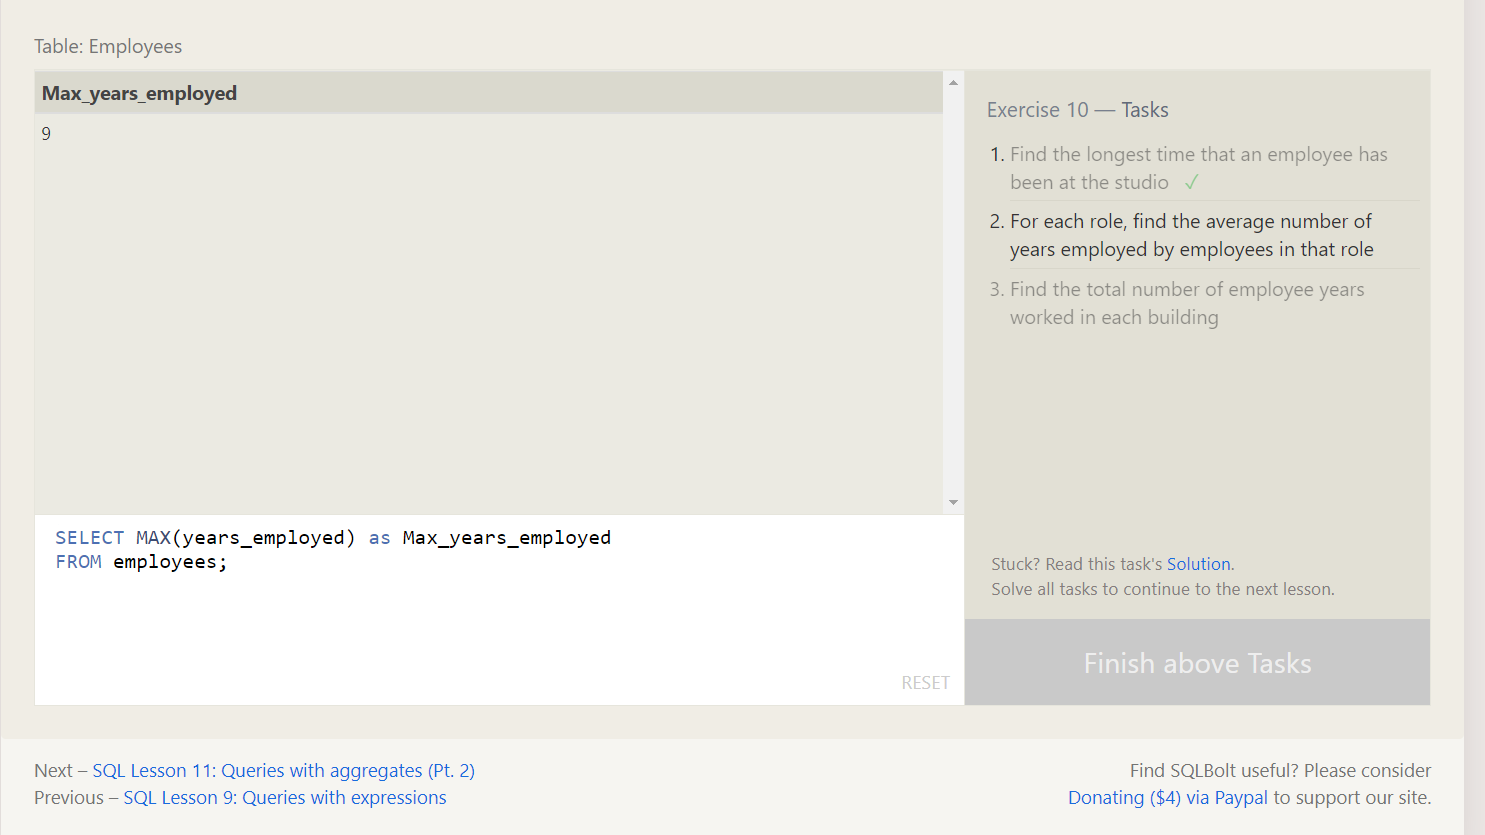 Table: Employees
Max_years_employed
9
SELECT MAX(years_employed) as Max_years_employed
FROM employees;
RESET
Exercise 10 — Tasks
1. Find the longest time that an employee has
been at the studio ✓
2. For each role, find the average number of
years employed by employees in that role
3. Find the total number of employee years
worked in each building
Stuck? Read this task's Solution.
Solve all tasks to continue to the next lesson.
Finish above Tasks
Next – SQL Lesson 11: Queries with aggregates (Pt. 2)
Previous – SQL Lesson 9: Queries with expressions
Find SQLBolt useful? Please consider
Donating ($4) via Paypal to support our site.